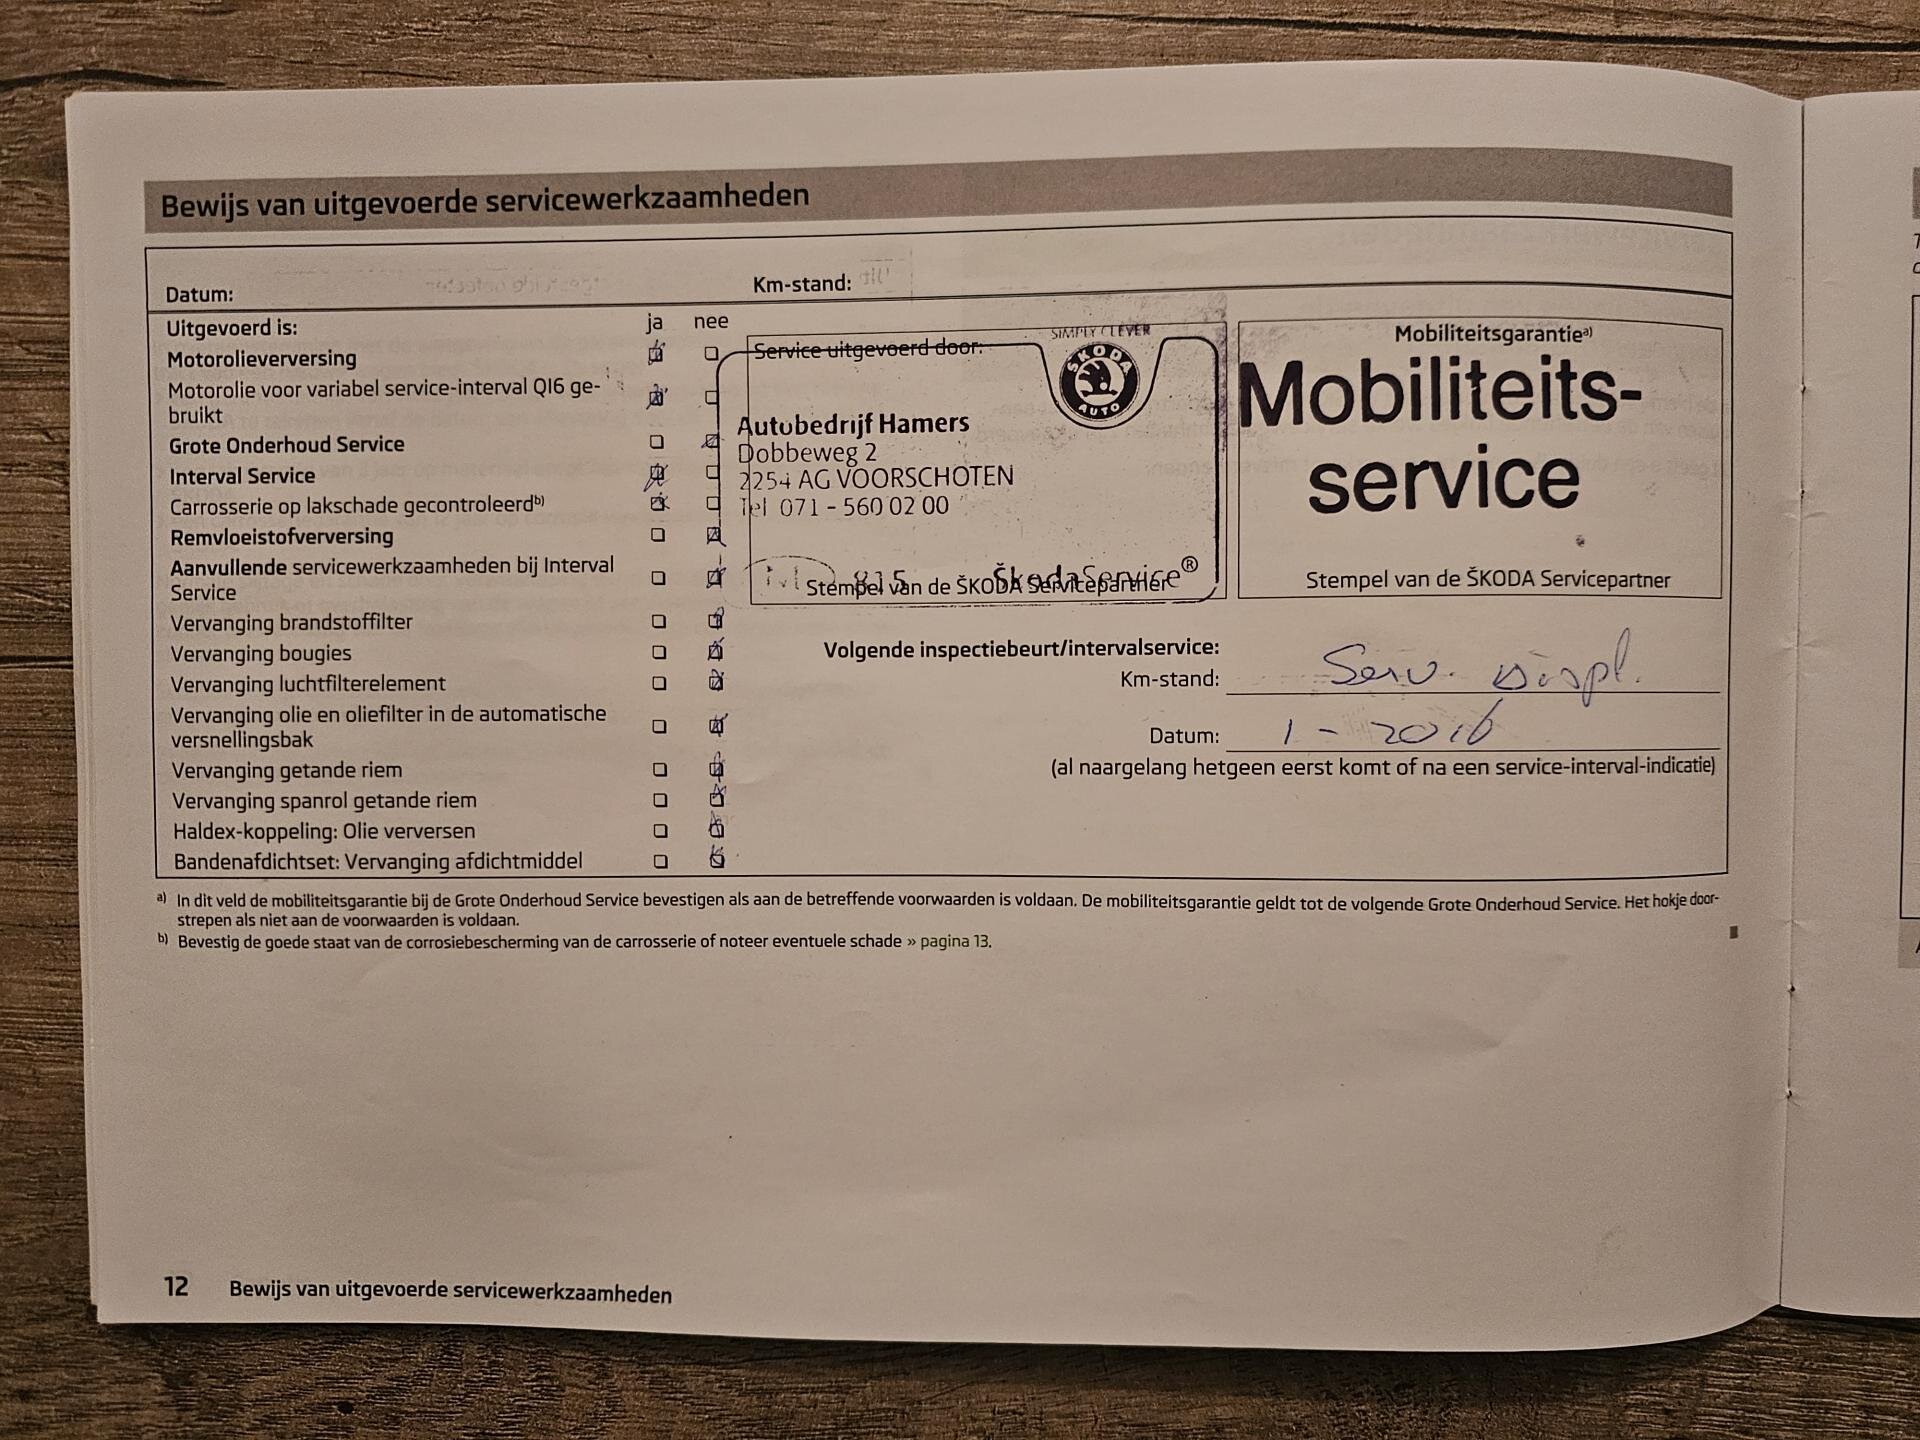 Bewijs van uitgevoerde servicewerkzaamheden
Datum:
Km-stand:
Uitgevoerd is:
ja nee
Motorolieverversing
Motorolie voor variabel service-interval QI6 ge-
bruikt
Grote Onderhoud Service
Interval Service
Carrosserie op lakschade gecontroleerd b)
Remvloeistofverversing
Aanvullende servicewerkzaamheden bij Interval
Service
Vervanging brandstoffilter
Vervanging bougies
Vervanging luchtfilterelement
Vervanging olie en oliefilter in de automatische
versnellingsbak
Vervanging getande riem
Vervanging spanrol getande riem
Haldex-koppeling: Olie verversen
Bandenafdichtset: Vervanging afdichtmiddel
Service uitgevoerd door:
SIMPLY CLEVER
ŠKODA
AUTO
Autobedrijf Hamers
Dobbeweg 2
2254 AG VOORSCHOTEN
Tel 071 - 560 02 00
815 ŠkodaService®
Stempel van de ŠKODA Servicepartner
Mobiliteitsgarantie a)
Mobiliteits-
service
Stempel van de ŠKODA Servicepartner
Volgende inspectiebeurt/intervalservice:
Km-stand: Serv. Displ.
Datum: 1 - 2016
(al naargelang hetgeen eerst komt of na een service-interval-indicatie)
a) In dit veld de mobiliteitsgarantie bij de Grote Onderhoud Service bevestigen als aan de betreffende voorwaarden is voldaan. De mobiliteitsgarantie geldt tot de volgende Grote Onderhoud Service. Het hokje door-
strepen als niet aan de voorwaarden is voldaan.
b) Bevestig de goede staat van de corrosiebescherming van de carrosserie of noteer eventuele schade » pagina 13.
12 Bewijs van uitgevoerde servicewerkzaamheden